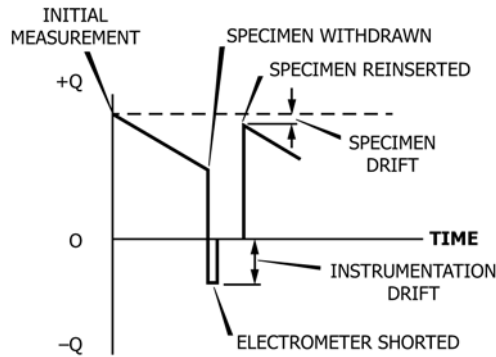 INITIAL
MEASUREMENT
SPECIMEN WITHDRAWN
SPECIMEN REINSERTED
+Q
SPECIMEN
DRIFT
O
TIME
INSTRUMENTATION
DRIFT
–Q
ELECTROMETER SHORTED